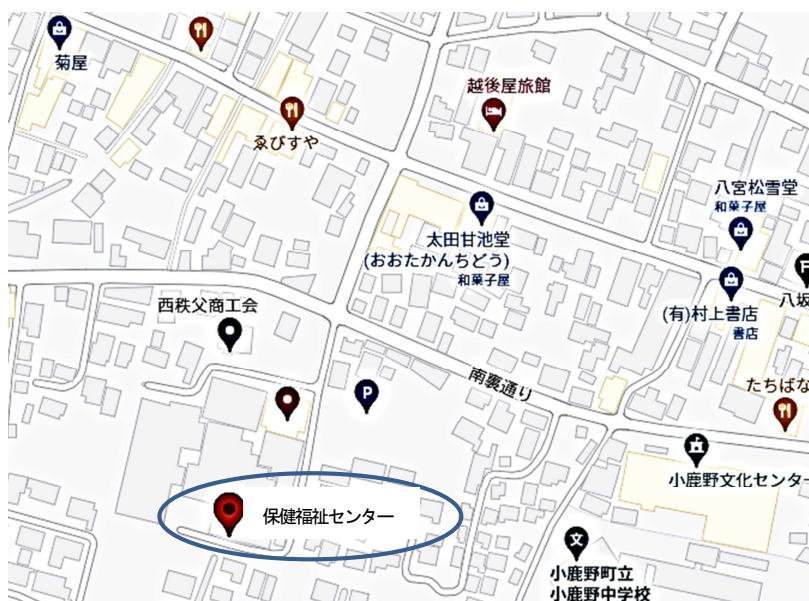 菊屋
越後屋旅館
ゑびすや
八宮松雪堂
和菓子屋
太田甘池堂
(おおたかんちどう)
和菓子屋
八坂
(有)村上書店
書店
西秩父商工会
P
南裏通り
たちばな
小鹿野文化センター
保健福祉センター
文
小鹿野町立
小鹿野中学校